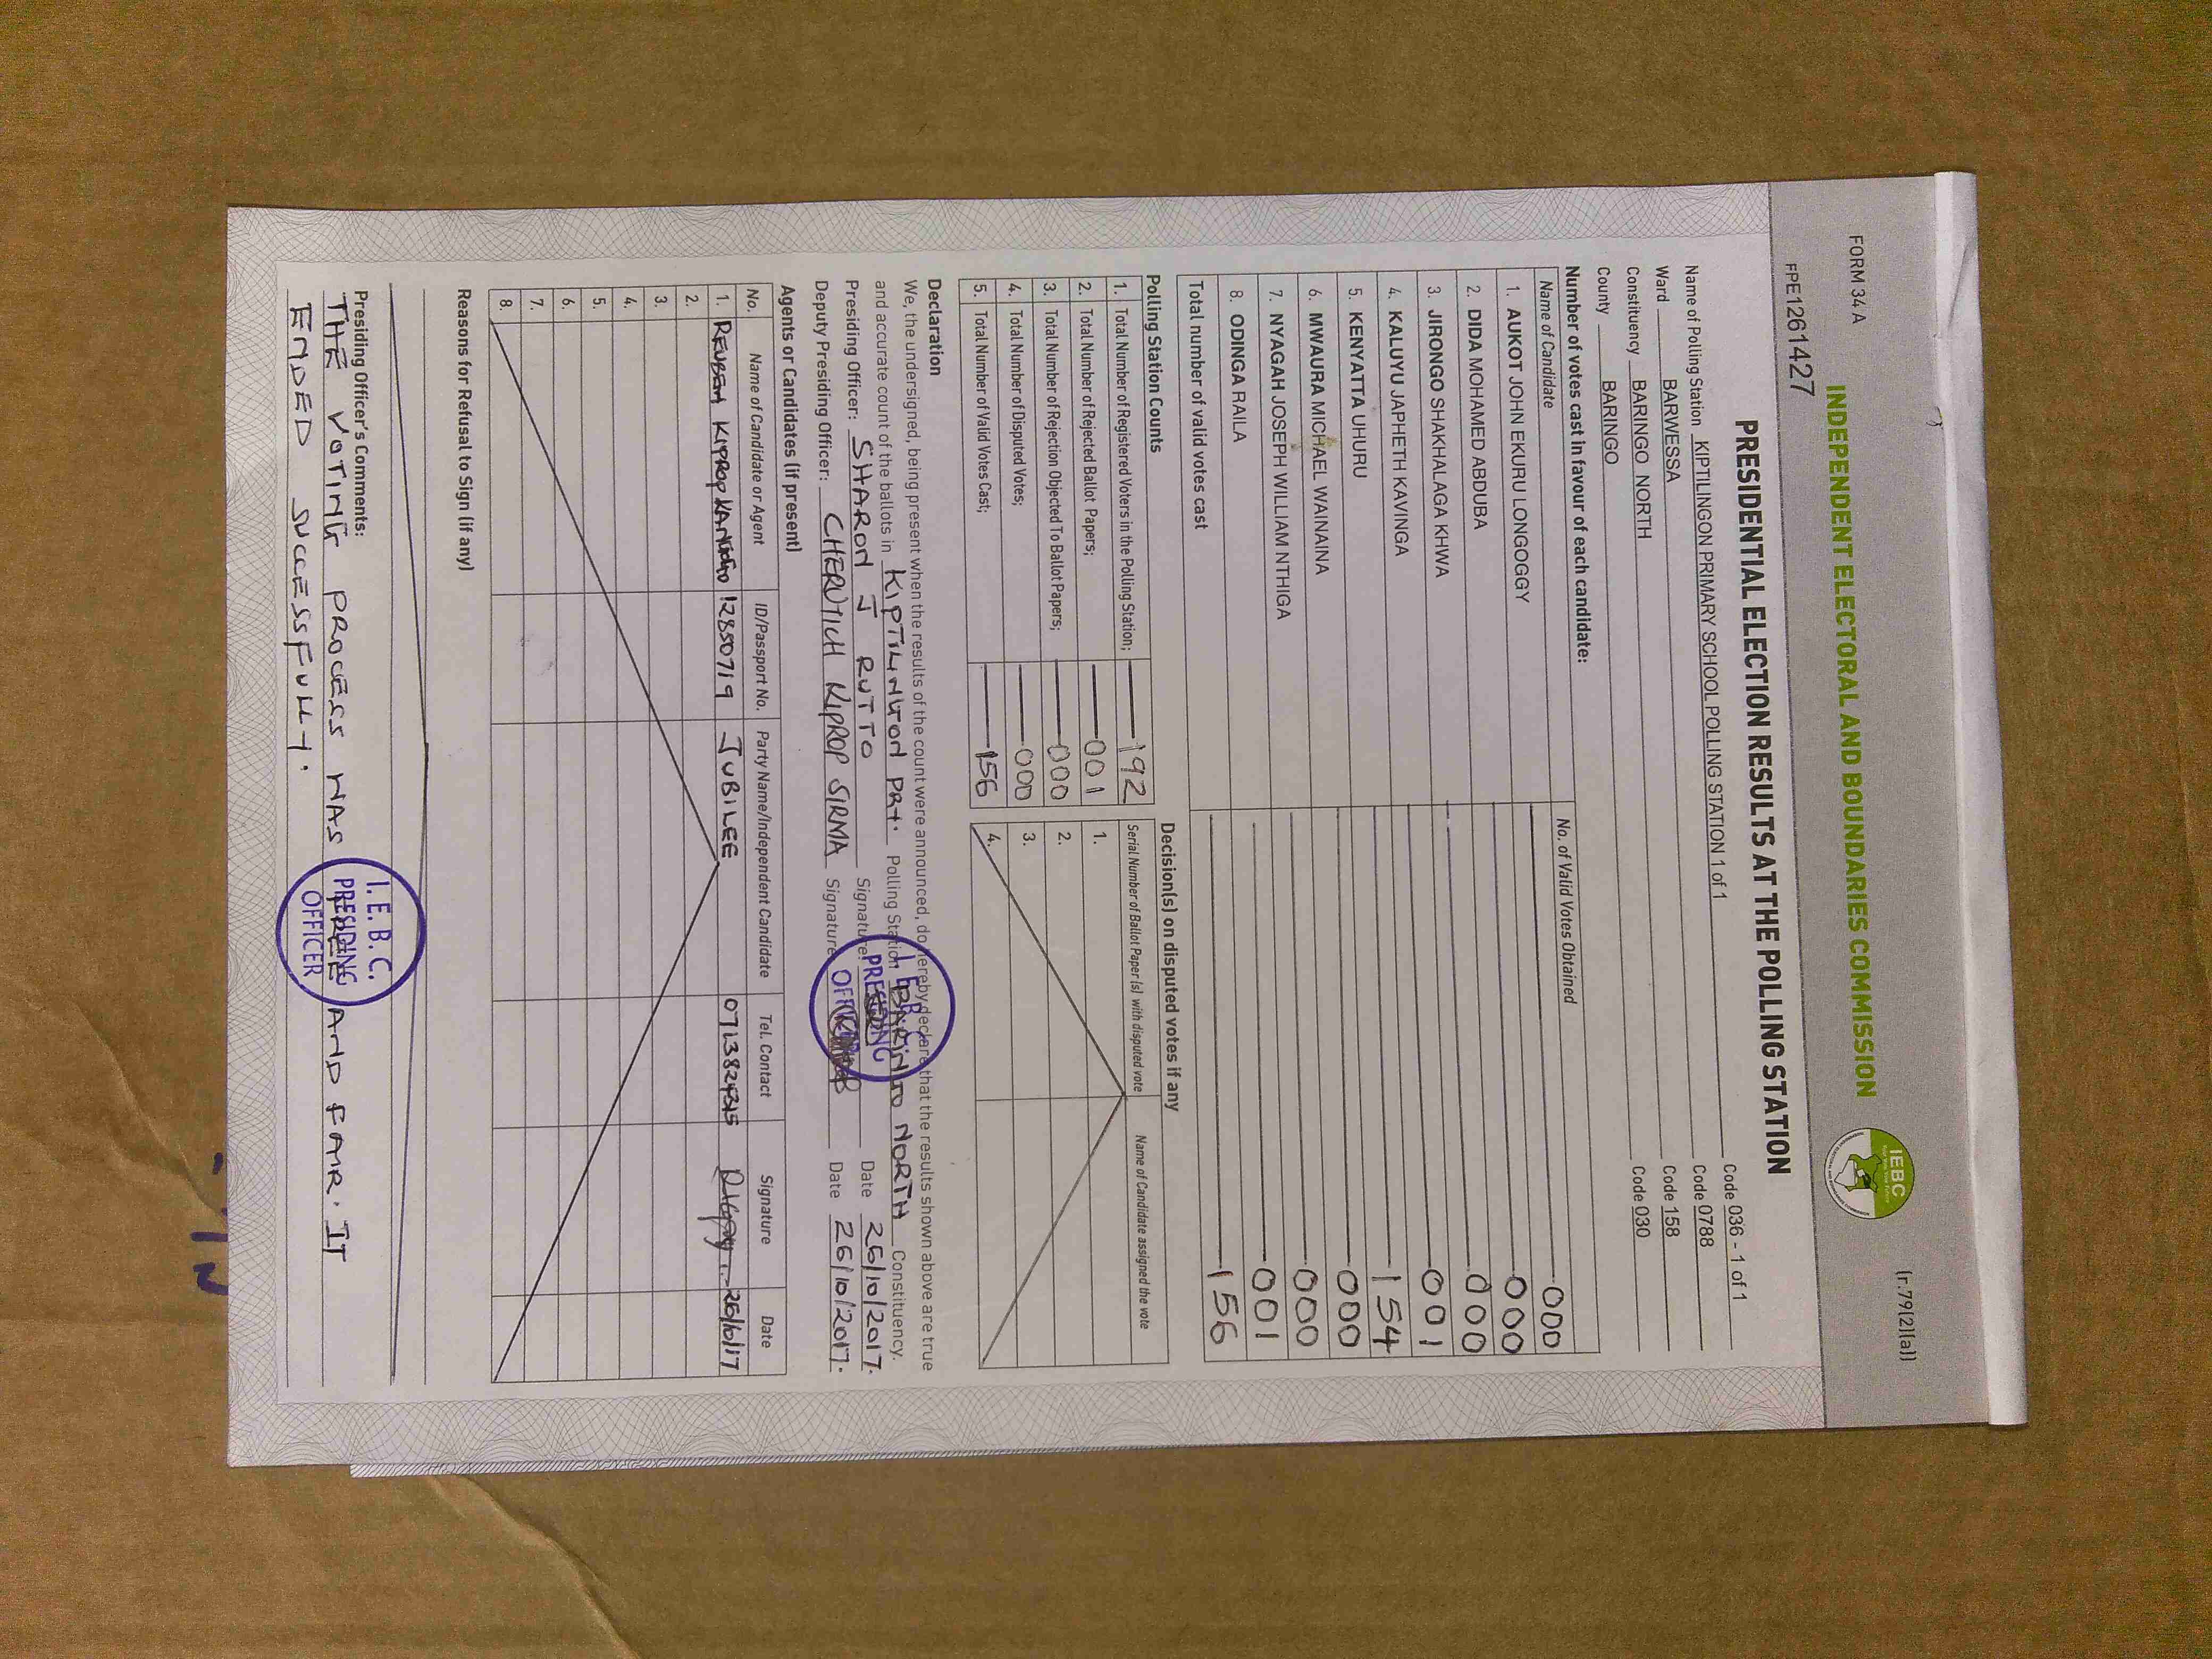 FORM 34 A (r.79(2)(a))
INDEPENDENT ELECTORAL AND BOUNDARIES COMMISSION
IEBC
FPE1261427
PRESIDENTIAL ELECTION RESULTS AT THE POLLING STATION
Name of Polling Station KIPTILINGON PRIMARY SCHOOL POLLING STATION 1 of 1 Code 036 - 1 of 1
Ward BARWESSA Code 0788
Constituency BARINGO NORTH Code 158
County BARINGO Code 030
Number of votes cast in favour of each candidate:
Name of Candidate No. of Valid Votes Obtained
1. AUKOT JOHN EKURU LONGOGGY 000
2. DIDA MOHAMED ABDUBA 000
3. JIRONGO SHAKHALAGA KHWA 000
4. KALUYU JAPHETH KAVINGA 001
5. KENYATTA UHURU 154
6. MWAURA MICHAEL WAINAINA 000
7. NYAGAH JOSEPH WILLIAM NTHIGA 000
8. ODINGA RAILA 001
Total number of valid votes cast 156
Polling Station Counts
1. Total Number of Registered Voters in the Polling Station; 192
2. Total Number of Rejected Ballot Papers; 001
3. Total Number of Rejection Objected To Ballot Papers; 000
4. Total Number of Disputed Votes; 000
5. Total Number of Valid Votes Cast; 156
Decision(s) on disputed votes if any
Serial Number of Ballot Paper(s) with disputed vote Name of Candidate assigned the vote
1.
2.
3.
4.
Declaration
We, the undersigned, being present when the results of the count were announced, do hereby declare that the results shown above are true
and accurate count of the ballots in KIPTILINGON PRY. Polling Station BARINGO NORTH Constituency.
Presiding Officer: SHARON J RUTTO Signature: Date 26/10/2017.
Deputy Presiding Officer: CHERUTICH KIPROP SIRMA Signature Date 26/10/2017.
I.E.B.C.
PRESIDING
OFFICER
Agents or Candidates (if present)
No. Name of Candidate or Agent ID/Passport No. Party Name/Independent Candidate Tel. Contact Signature Date
1. REUBEN KIPROP 12850719 JUBILEE 26/10/17
2.
3.
4.
5.
6.
7.
8.
Reasons for Refusal to Sign (if any)
Presiding Officer's Comments:
THE VOTING PROCESS WAS FREE AND FAIR. IT
ENDED SUCCESSFULLY.
I.E.B.C.
PRESIDING
OFFICER